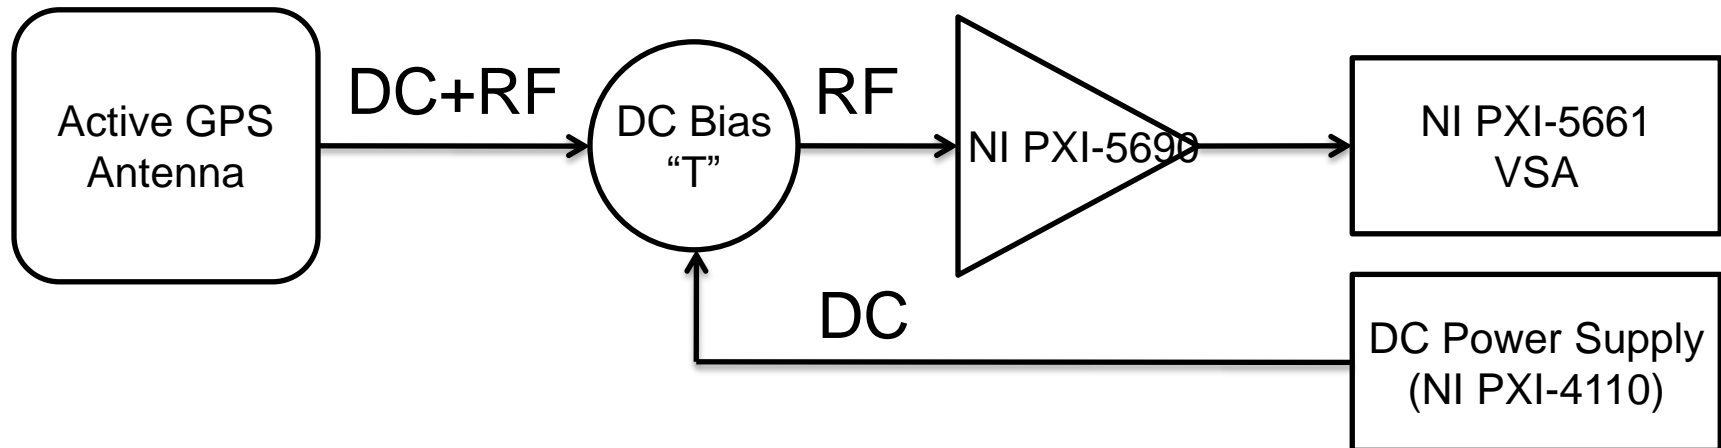 Active GPS
Antenna
DC+RF
DC Bias
“T”
RF
NI PXI-5690
NI PXI-5661
VSA
DC
DC Power Supply
(NI PXI-4110)